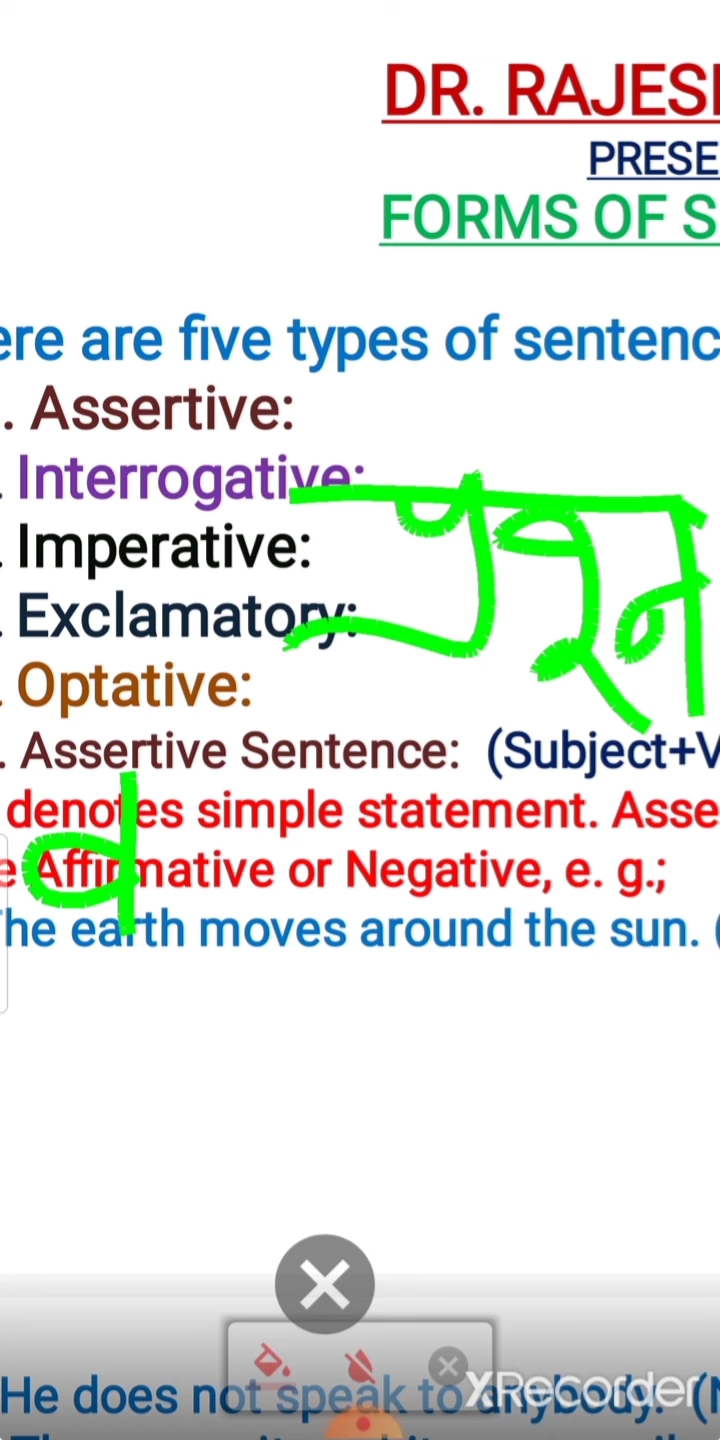 DR. RAJES
PRESE
FORMS OF S
ere are five types of sentenc
. Assertive:
. Interrogative:
. Imperative:
. Exclamatory:
. Optative:
प्रश्न
. Assertive Sentence: (Subject+V
denotes simple statement. Asse
e Affirmative or Negative, e. g.;
he earth moves around the sun. (
He does not speak to anybody. (
XRecorder